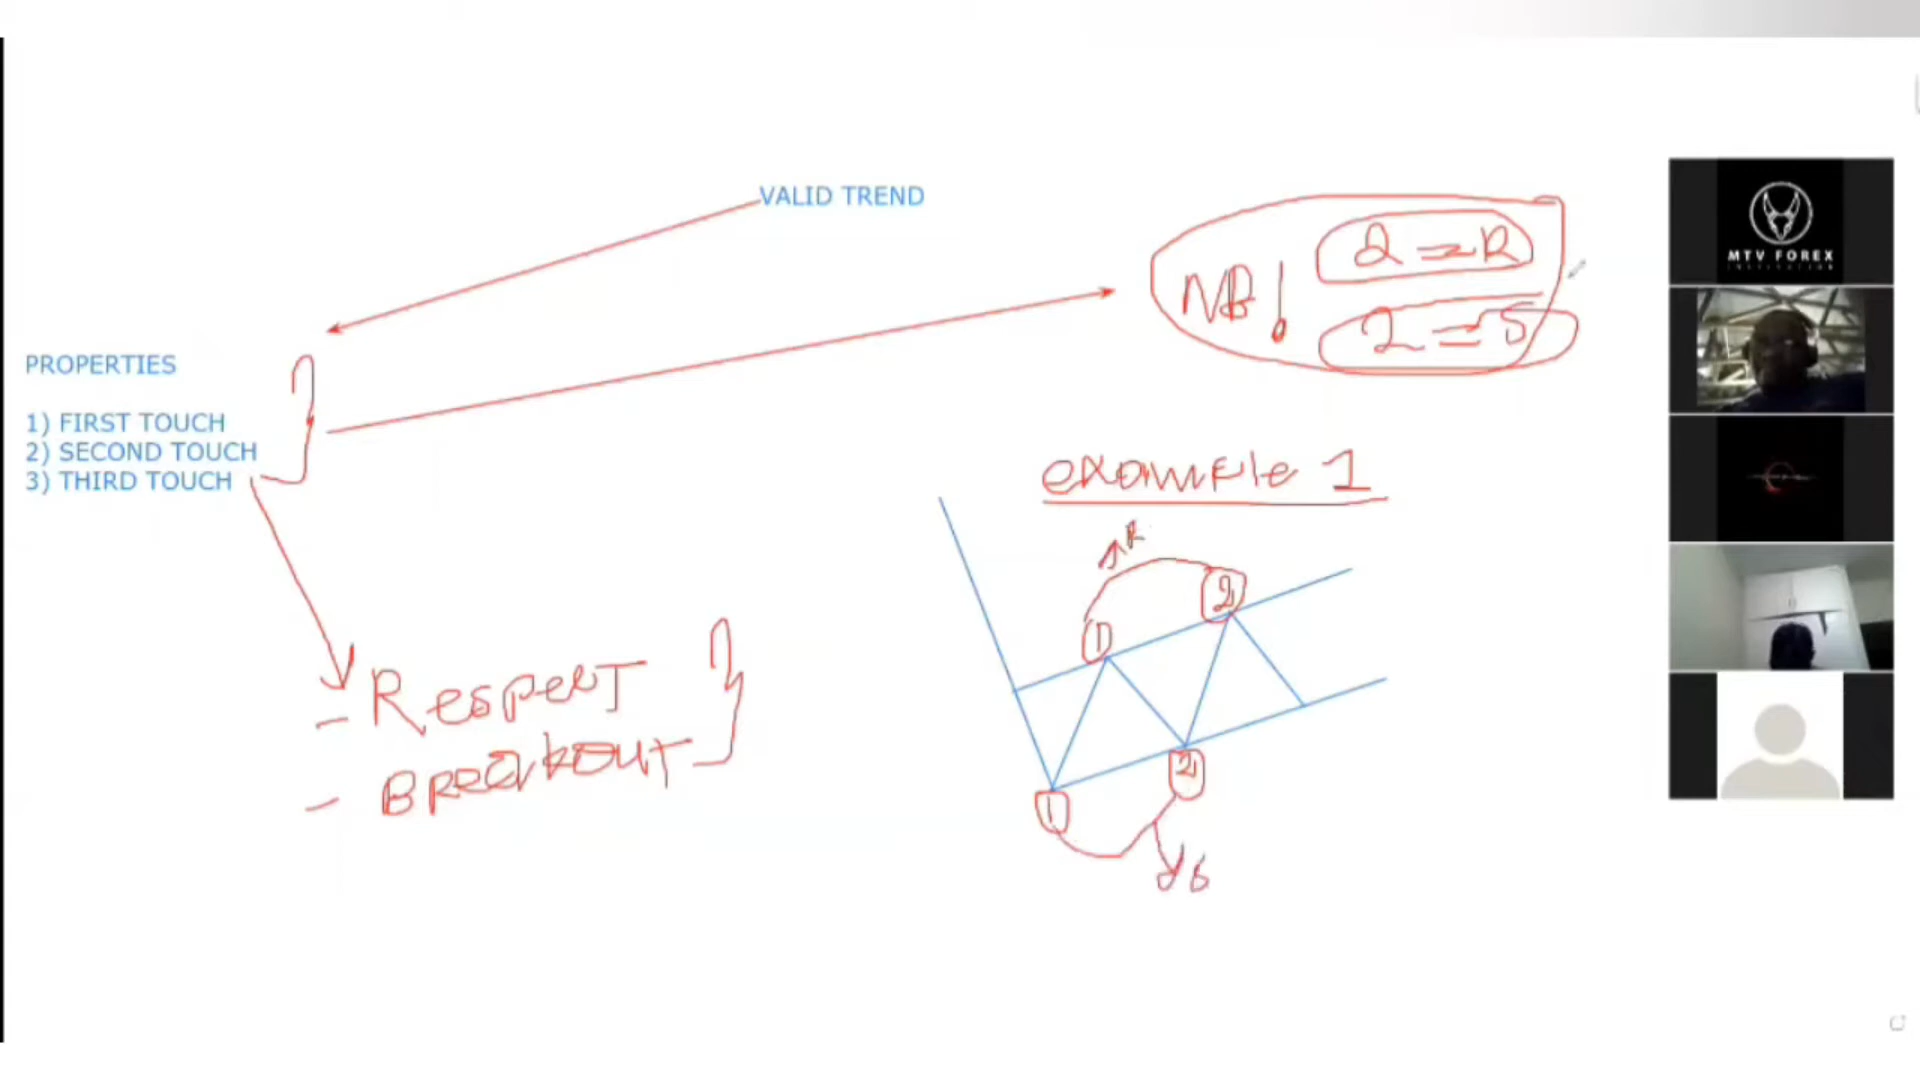 VALID TREND
NB!
2 = R
2 = S
PROPERTIES
1) FIRST TOUCH
2) SECOND TOUCH
3) THIRD TOUCH
example 1
R
1
2
2
1
S
- Respect
- BREAKOUT
MTV FOREX
INSTITUTION